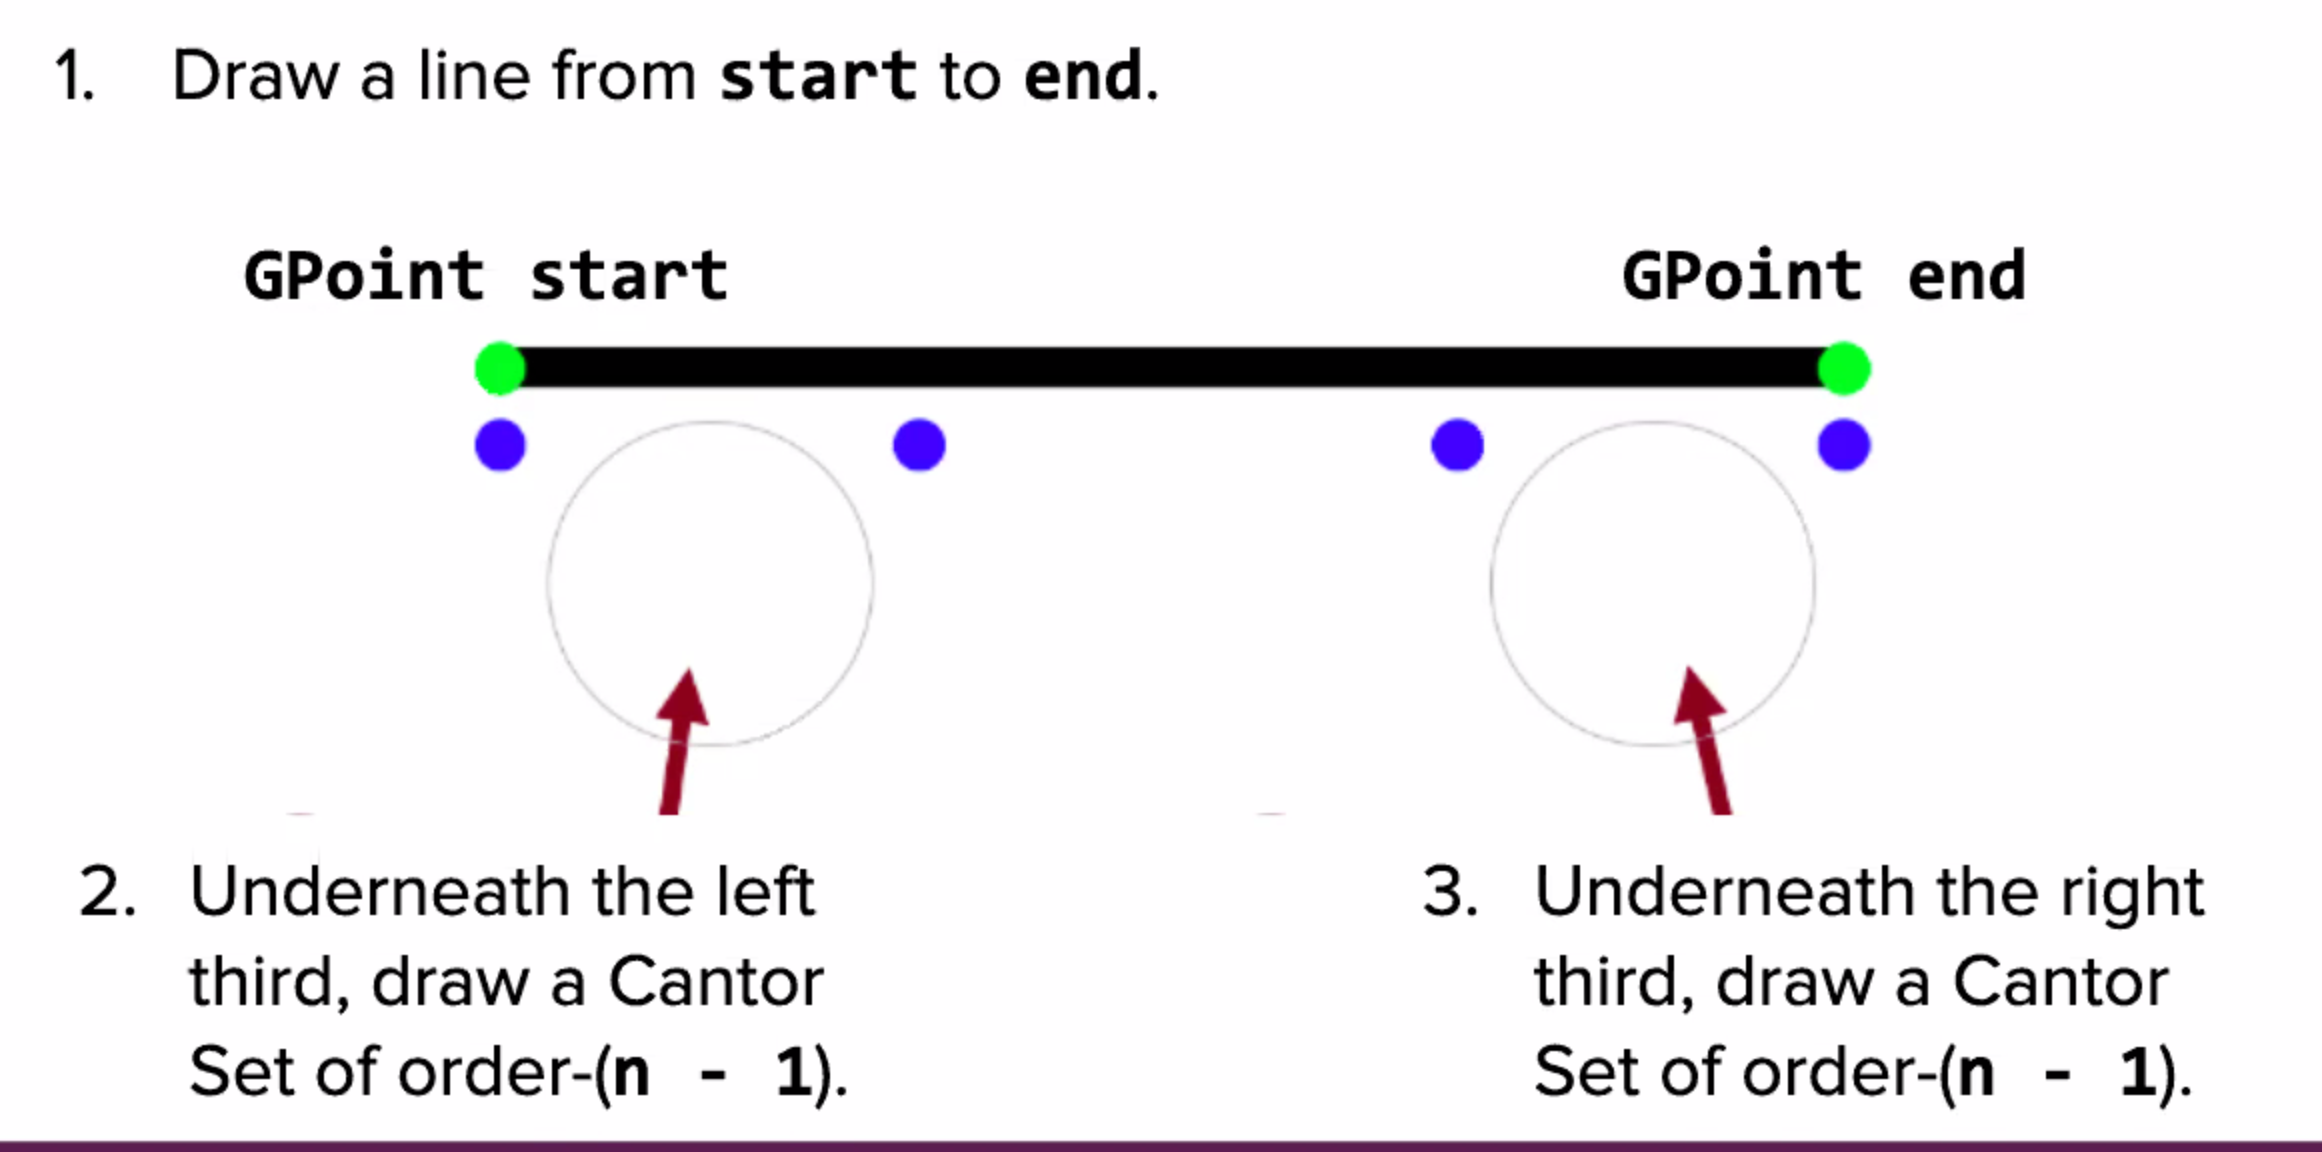 1. Draw a line from start to end.
GPoint start
GPoint end
2. Underneath the left
third, draw a Cantor
Set of order-(n - 1).
3. Underneath the right
third, draw a Cantor
Set of order-(n - 1).